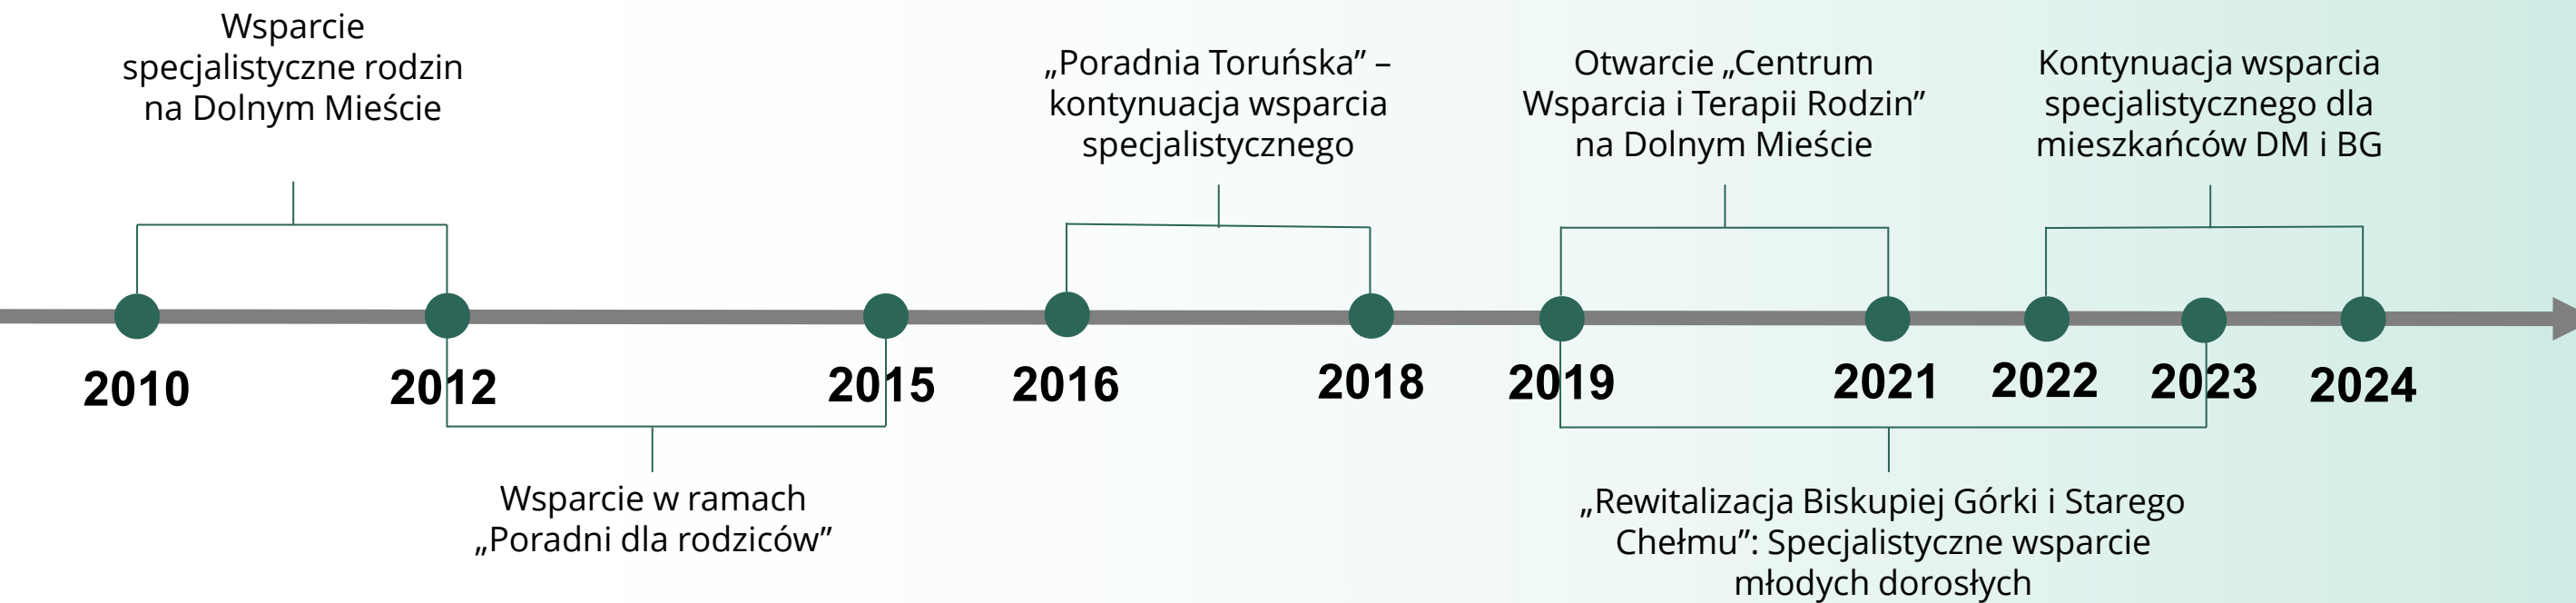 Wsparcie
specjalistyczne rodzin
na Dolnym Mieście
„Poradnia Toruńska” –
kontynuacja wsparcia
specjalistycznego
Otwarcie „Centrum
Wsparcia i Terapii Rodzin”
na Dolnym Mieście
Kontynuacja wsparcia
specjalistycznego dla
mieszkańców DM i BG
2010
2012
2015
2016
2018
2019
2021
2022
2023
2024
Wsparcie w ramach
„Poradni dla rodziców”
„Rewitalizacja Biskupiej Górki i Starego
Chełmu”: Specjalistyczne wsparcie
młodych dorosłych